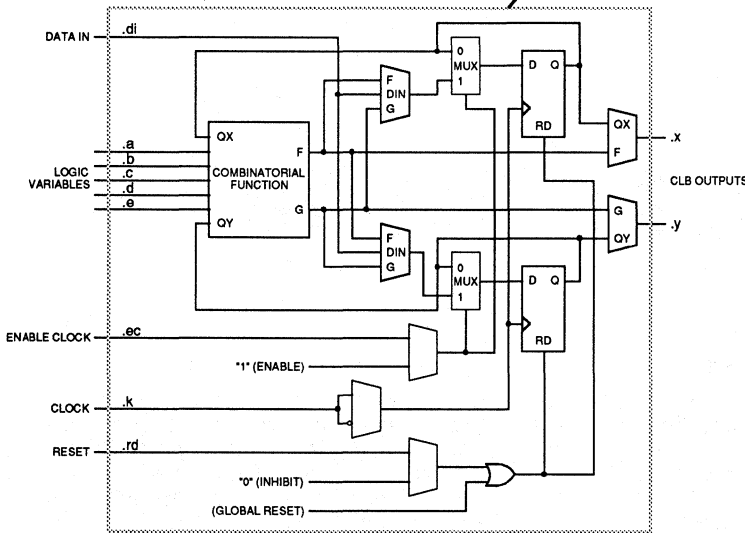 DATA IN
.di
0
MUX
1
D Q
RD
F
DIN
G
QX
F
.x
QX
.a
.b
.c
.d
.e
LOGIC
VARIABLES
COMBINATORIAL
FUNCTION
F
G
QY
CLB OUTPUTS
G
QY
.y
F
DIN
G
0
MUX
1
D Q
RD
ENABLE CLOCK
.ec
"1" (ENABLE)
CLOCK
.k
RESET
.rd
"0" (INHIBIT)
(GLOBAL RESET)